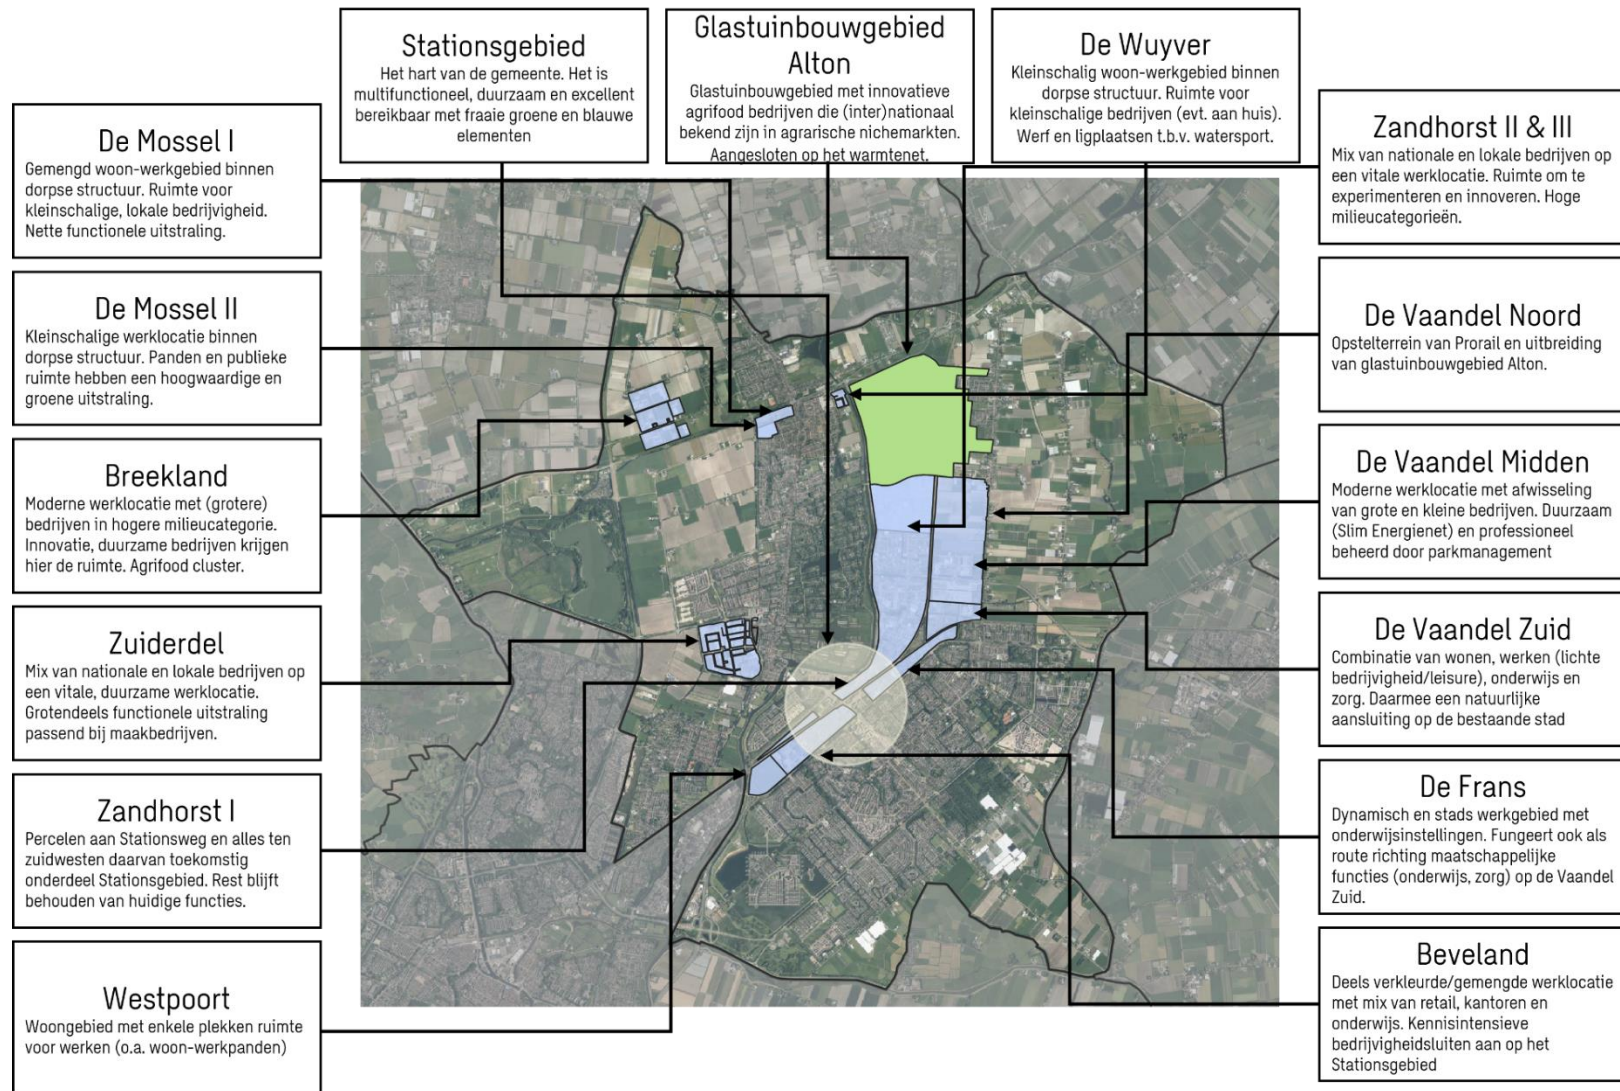 Stationsgebied
Het hart van de gemeente. Het is
multifunctioneel, duurzaam en excellent
bereikbaar met fraaie groene en blauwe
elementen
Glastuinbouwgebied
Alton
Glastuinbouwgebied met innovatieve
agrifood bedrijven die (inter)nationaal
bekend zijn in agrarische nichemarkten.
Aangesloten op het warmtenet.
De Wuyver
Kleinschalig woon-werkgebied binnen
dorpse structuur. Ruimte voor
kleinschalige bedrijven (evt. aan huis).
Werf en ligplaatsen t.b.v. watersport.
De Mossel I
Gemengd woon-werkgebied binnen
dorpse structuur. Ruimte voor
kleinschalige, lokale bedrijvigheid.
Nette functionele uitstraling.
De Mossel II
Kleinschalige werklocatie binnen
dorpse structuur. Panden en publieke
ruimte hebben een hoogwaardige en
groene uitstraling.
Breekland
Moderne werklocatie met (grotere)
bedrijven in hogere milieucategorie.
Innovatie, duurzame bedrijven krijgen
hier de ruimte. Agrifood cluster.
Zuiderdel
Mix van nationale en lokale bedrijven op
een vitale, duurzame werklocatie.
Grotendeels functionele uitstraling
passend bij maakbedrijven.
Zandhorst I
Percelen aan Stationsweg en alles ten
zuidwesten daarvan toekomstig
onderdeel Stationsgebied. Rest blijft
behouden van huidige functies.
Westpoort
Woongebied met enkele plekken ruimte
voor werken (o.a. woon-werkpanden)
Zandhorst II & III
Mix van nationale en lokale bedrijven op
een vitale werklocatie. Ruimte om te
experimenteren en innoveren. Hoge
milieucategorieën.
De Vaandel Noord
Opstelterrein van Prorail en uitbreiding
van glastuinbouwgebied Alton.
De Vaandel Midden
Moderne werklocatie met afwisseling
van grote en kleine bedrijven. Duurzaam
(Slim Energienet) en professioneel
beheerd door parkmanagement
De Vaandel Zuid
Combinatie van wonen, werken (lichte
bedrijvigheid/leisure), onderwijs en
zorg. Daarmee een natuurlijke
aansluiting op de bestaande stad
De Frans
Dynamisch en stads werkgebied met
onderwijsinstellingen. Fungeert ook als
route richting maatschappelijke
functies (onderwijs, zorg) op de Vaandel
Zuid.
Beveland
Deels verkleurde/gemengde werklocatie
met mix van retail, kantoren en
onderwijs. Kennisintensieve
bedrijvigheidsluiten aan op het
Stationsgebied